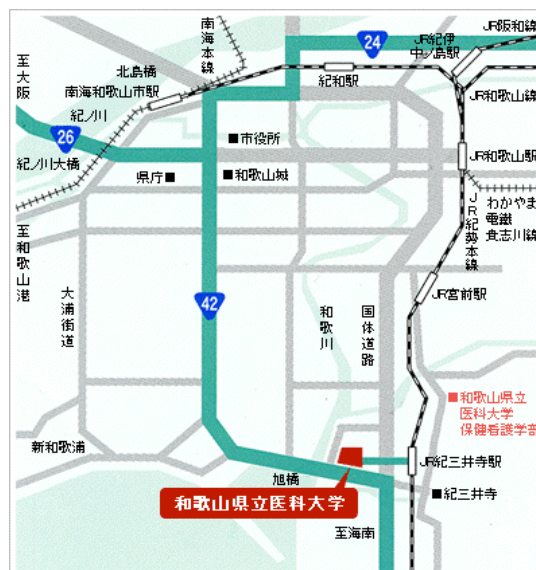 南海本線
24
JR紀伊
中ノ島駅
JR阪和線
至大阪
北島橋
南海和歌山市駅
紀和駅
JR和歌山線
紀ノ川
26
■市役所
紀ノ川大橋
県庁■
■和歌山城
JR和歌山駅
わかやま
電鐵
貴志川線
JR紀勢本線
至和歌山港
大浦街道
42
和歌川
国体道路
JR宮前駅
■和歌山県立
医科大学
保健看護学部
新和歌浦
旭橋
JR紀三井寺駅
■紀三井寺
和歌山県立医科大学
至海南